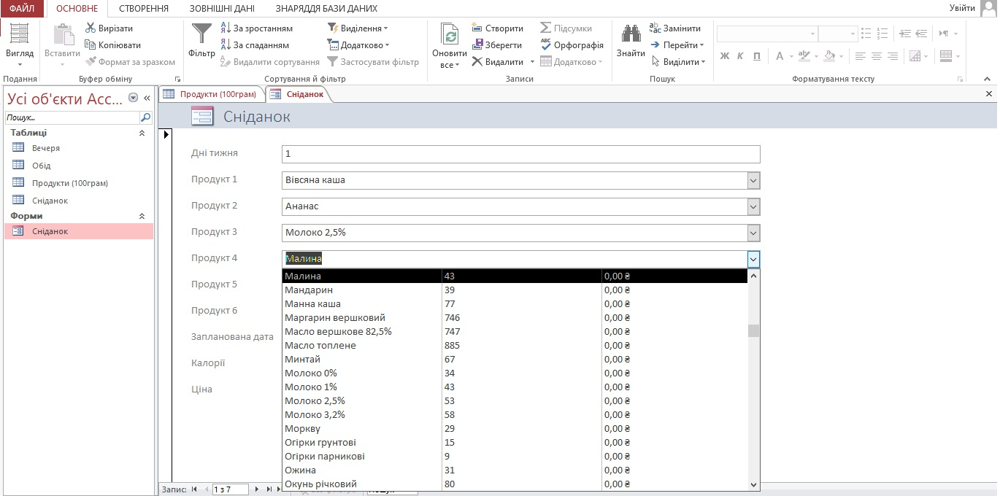 ФАЙЛ ОСНОВНЕ СТВОРЕННЯ ЗОВНІШНІ ДАНІ ЗНАРЯДДЯ БАЗИ ДАНИХ Увійти
Вигляд
Подання
Вставити
Вирізати
Копіювати
Формат за зразком
Буфер обміну
Фільтр
За зростанням
За спаданням
Видалити сортування
Виділення
Додатково
Застосувати фільтр
Сортування й фільтр
Оновити
все
Створити
Зберегти
Видалити
Підсумки
Орфографія
Додатково
Записи
Знайти
Замінити
Перейти
Виділити
Пошук
Ж К П
Форматування тексту
Усі об'єкти Acc...
Пошук...
Таблиці
Вечеря
Обід
Продукти (100грам)
Сніданок
Форми
Сніданок
Продукти (100грам) Сніданок
Сніданок
Дні тижня 1
Продукт 1 Вівсяна каша
Продукт 2 Ананас
Продукт 3 Молоко 2,5%
Продукт 4 Малина
Продукт 5
Продукт 6
Запланована дата
Калорії
Ціна
Малина 43 0,00 ₴
Мандарин 39 0,00 ₴
Манна каша 77 0,00 ₴
Маргарин вершковий 746 0,00 ₴
Масло вершкове 82,5% 747 0,00 ₴
Масло топлене 885 0,00 ₴
Минтай 67 0,00 ₴
Молоко 0% 34 0,00 ₴
Молоко 1% 43 0,00 ₴
Молоко 2,5% 53 0,00 ₴
Молоко 3,2% 58 0,00 ₴
Моркву 29 0,00 ₴
Огірки грунтові 15 0,00 ₴
Огірки парникові 9 0,00 ₴
Ожина 31 0,00 ₴
Окунь річковий 80 0,00 ₴
Запис: 1 з 7